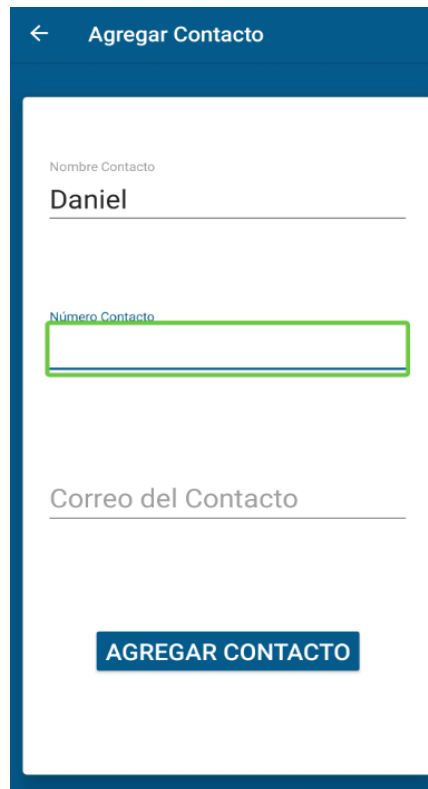 Agregar Contacto
Nombre Contacto
Daniel
Número Contacto
Correo del Contacto
AGREGAR CONTACTO